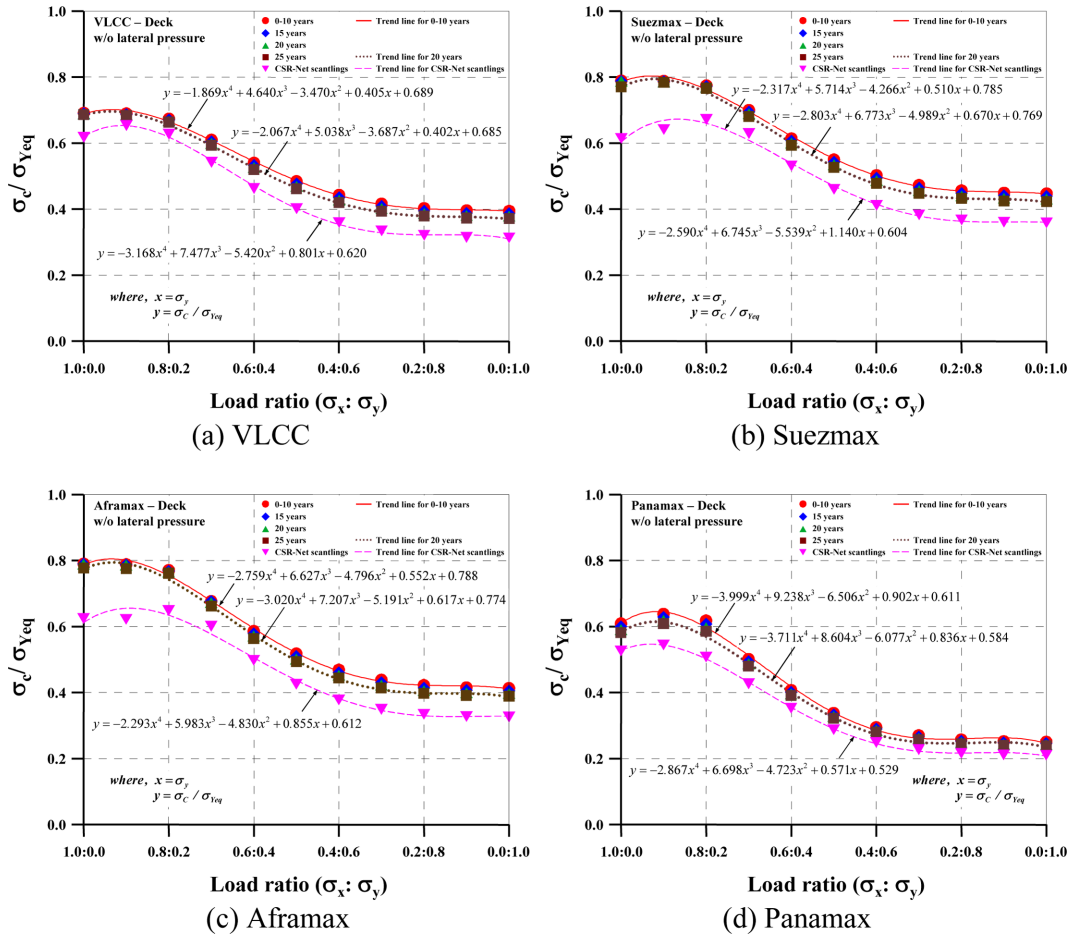 VLCC – Deck
w/o lateral pressure
0-10 years
15 years
20 years
25 years
CSR-Net scantlings
Trend line for 0-10 years
Trend line for 20 years
Trend line for CSR-Net scantlings
y = −1.869x⁴ + 4.640x³ − 3.470x² + 0.405x + 0.689
y = −2.067x⁴ + 5.038x³ − 3.687x² + 0.402x + 0.685
y = −3.168x⁴ + 7.477x³ − 5.420x² + 0.801x + 0.620
where, x = σy
y = σC / σYeq
σc/ σYeq
1.0
0.8
0.6
0.4
0.2
0.0
1.0:0.0 0.8:0.2 0.6:0.4 0.4:0.6 0.2:0.8 0.0:1.0
Load ratio (σx: σy)
(a) VLCC
Suezmax – Deck
w/o lateral pressure
0-10 years
15 years
20 years
25 years
CSR-Net scantlings
Trend line for 0-10 years
Trend line for 20 years
Trend line for CSR-Net scantlings
y = −2.317x⁴ + 5.714x³ − 4.266x² + 0.510x + 0.785
y = −2.803x⁴ + 6.773x³ − 4.989x² + 0.670x + 0.769
y = −2.590x⁴ + 6.745x³ − 5.539x² + 1.140x + 0.604
where, x = σy
y = σC / σYeq
σc/ σYeq
1.0
0.8
0.6
0.4
0.2
0.0
1.0:0.0 0.8:0.2 0.6:0.4 0.4:0.6 0.2:0.8 0.0:1.0
Load ratio (σx: σy)
(b) Suezmax
Aframax – Deck
w/o lateral pressure
0-10 years
15 years
20 years
25 years
CSR-Net scantlings
Trend line for 0-10 years
Trend line for 20 years
Trend line for CSR-Net scantlings
y = −2.759x⁴ + 6.627x³ − 4.796x² + 0.552x + 0.788
y = −3.020x⁴ + 7.207x³ − 5.191x² + 0.617x + 0.774
y = −2.293x⁴ + 5.983x³ − 4.830x² + 0.855x + 0.612
where, x = σy
y = σC / σYeq
σc/ σYeq
1.0
0.8
0.6
0.4
0.2
0.0
1.0:0.0 0.8:0.2 0.6:0.4 0.4:0.6 0.2:0.8 0.0:1.0
Load ratio (σx: σy)
(c) Aframax
Panamax – Deck
w/o lateral pressure
0-10 years
15 years
20 years
25 years
CSR-Net scantlings
Trend line for 0-10 years
Trend line for 20 years
Trend line for CSR-Net scantlings
y = −3.999x⁴ + 9.238x³ − 6.506x² + 0.902x + 0.611
y = −3.711x⁴ + 8.604x³ − 6.077x² + 0.836x + 0.584
y = −2.867x⁴ + 6.698x³ − 4.723x² + 0.571x + 0.529
where, x = σy
y = σC / σYeq
σc/ σYeq
1.0
0.8
0.6
0.4
0.2
0.0
1.0:0.0 0.8:0.2 0.6:0.4 0.4:0.6 0.2:0.8 0.0:1.0
Load ratio (σx: σy)
(d) Panamax